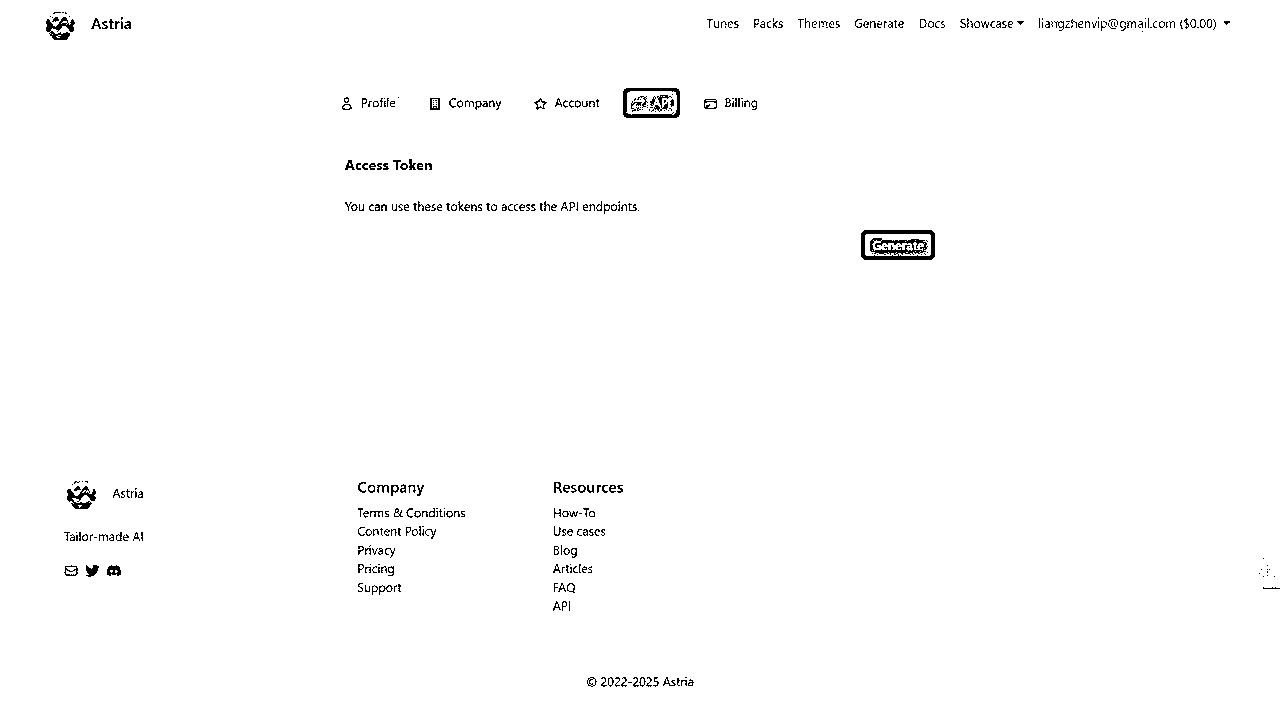 Astria
Tunes Packs Themes Generate Docs Showcase liangzhenvip@gmail.com ($0.00)
Profile Company Account API Billing
Access Token
You can use these tokens to access the API endpoints.
Generate
Astria
Tailor-made AI
Company
Terms & Conditions
Content Policy
Privacy
Pricing
Support
Resources
How-To
Use cases
Blog
Articles
FAQ
API
© 2022-2025 Astria